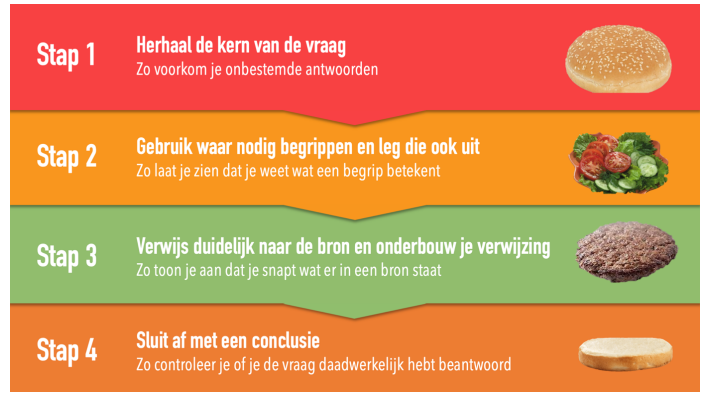 Stap 1
Herhaal de kern van de vraag
Zo voorkom je onbestemde antwoorden
Stap 2
Gebruik waar nodig begrippen en leg die ook uit
Zo laat je zien dat je weet wat een begrip betekent
Stap 3
Verwijs duidelijk naar de bron en onderbouw je verwijzing
Zo toon je aan dat je snapt wat er in een bron staat
Stap 4
Sluit af met een conclusie
Zo controleer je of je de vraag daadwerkelijk hebt beantwoord